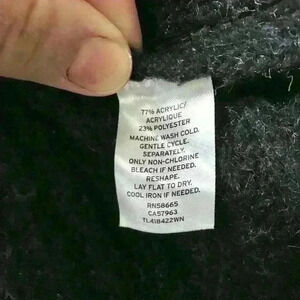 77% ACRYLIC/
ACRYLIQUE
23% POLYESTER
MACHINE WASH COLD.
GENTLE CYCLE.
SEPARATELY.
ONLY NON-CHLORINE
BLEACH IF NEEDED.
RESHAPE.
LAY FLAT TO DRY.
COOL IRON IF NEEDED.
RN58665
CA57963
TL418422WN